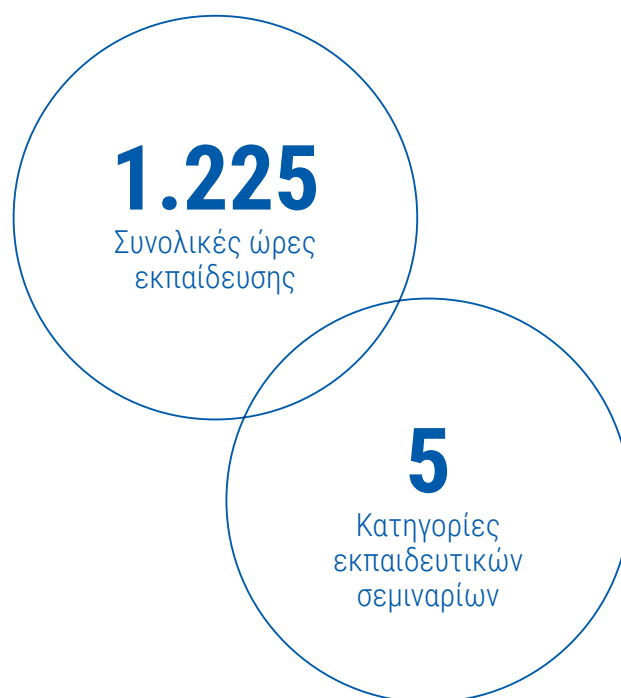 1.225
Συνολικές ώρες
εκπαίδευσης
5
Κατηγορίες
εκπαιδευτικών
σεμιναρίων